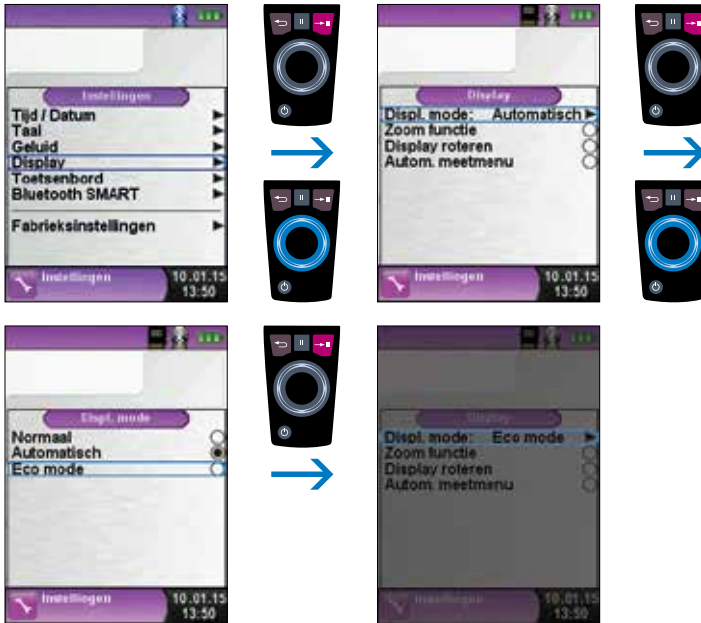 Instellingen
Tijd / Datum
Taal
Geluid
Display
Toetsenbord
Bluetooth SMART
Fabrieksinstellingen
Instellingen
10.01.15
13:50
Display
Displ. mode: Automatisch
Zoom functie
Display roteren
Autom. meetmenu
Instellingen
10.01.15
13:50
Displ. mode
Normaal
Automatisch
Eco mode
Instellingen
10.01.15
13:50
Display
Displ. mode: Eco mode
Zoom functie
Display roteren
Autom. meetmenu
Instellingen
10.01.15
13:50